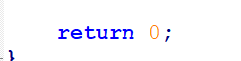 return 0;
}